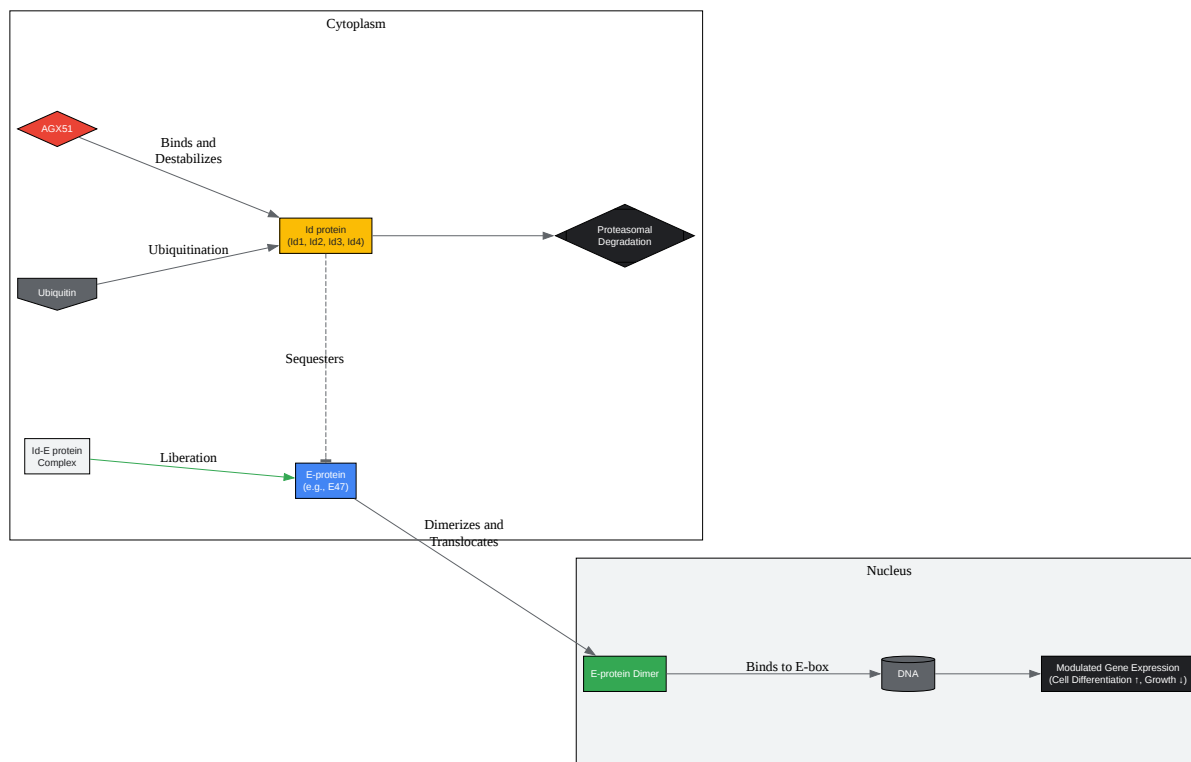 Cytoplasm
AGX51
Binds and
Destabilizes
Id protein
(Id1, Id2, Id3, Id4)
Proteasomal
Degradation
Ubiquitination
Ubiquitin
Sequesters
Id-E protein
Complex
Liberation
E-protein
(e.g., E47)
Dimerizes and
Translocates
Nucleus
E-protein Dimer
Binds to E-box
DNA
Modulated Gene Expression
(Cell Differentiation ↑, Growth ↓)